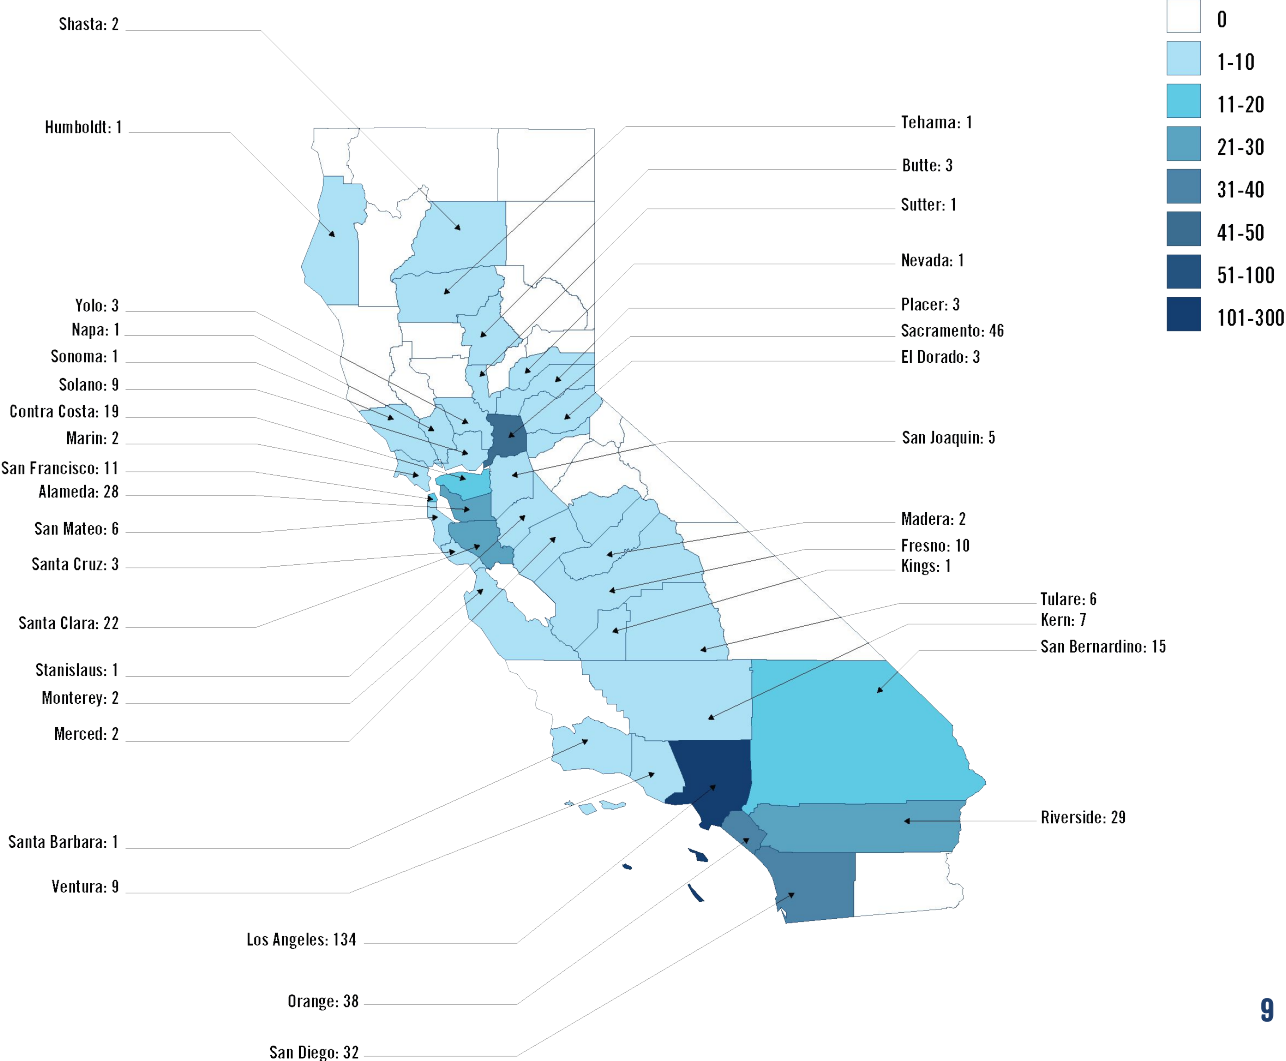 Shasta: 2
Humboldt: 1
Yolo: 3
Napa: 1
Sonoma: 1
Solano: 9
Contra Costa: 19
Marin: 2
San Francisco: 11
Alameda: 28
San Mateo: 6
Santa Cruz: 3
Santa Clara: 22
Stanislaus: 1
Monterey: 2
Merced: 2
Santa Barbara: 1
Ventura: 9
Los Angeles: 134
Orange: 38
San Diego: 32
Tehama: 1
Butte: 3
Sutter: 1
Nevada: 1
Placer: 3
Sacramento: 46
El Dorado: 3
San Joaquin: 5
Madera: 2
Fresno: 10
Kings: 1
Tulare: 6
Kern: 7
San Bernardino: 15
Riverside: 29
0
1-10
11-20
21-30
31-40
41-50
51-100
101-300
9